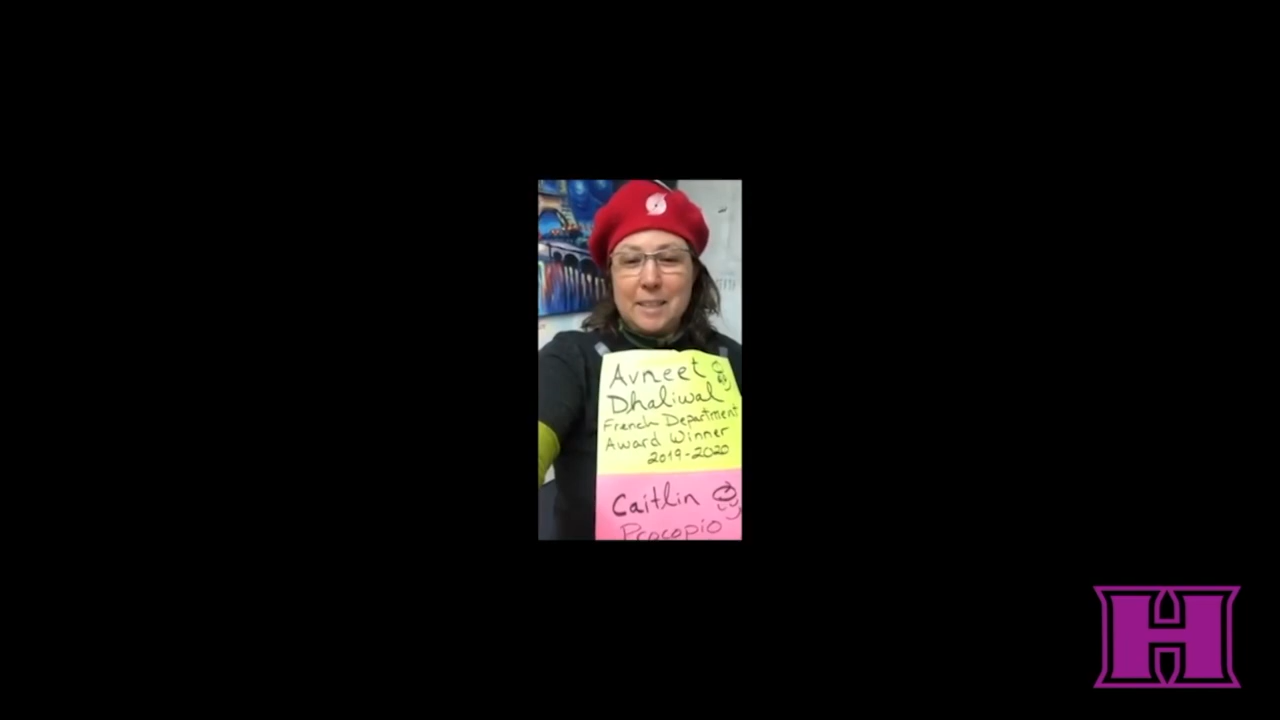 Avneet
Dhaliwal
French Department
Award Winner
2019-2020
Caitlin
Procopio
H